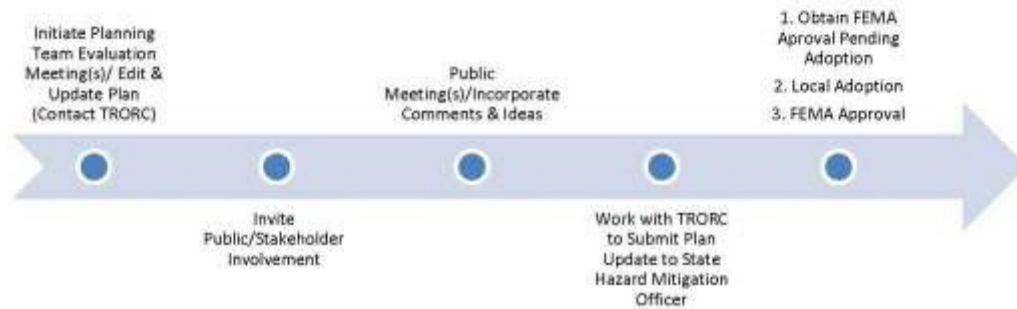 Initiate Planning
Team Evaluation
Meeting(s)/ Edit &
Update Plan
(Contact TRORC)
Invite
Public/Stakeholder
Involvement
Public
Meeting(s)/Incorporate
Comments & Ideas
Work with TRORC
to Submit Plan
Update to State
Hazard Mitigation
Officer
1. Obtain FEMA
Aproval Pending
Adoption
2. Local Adoption
3. FEMA Approval